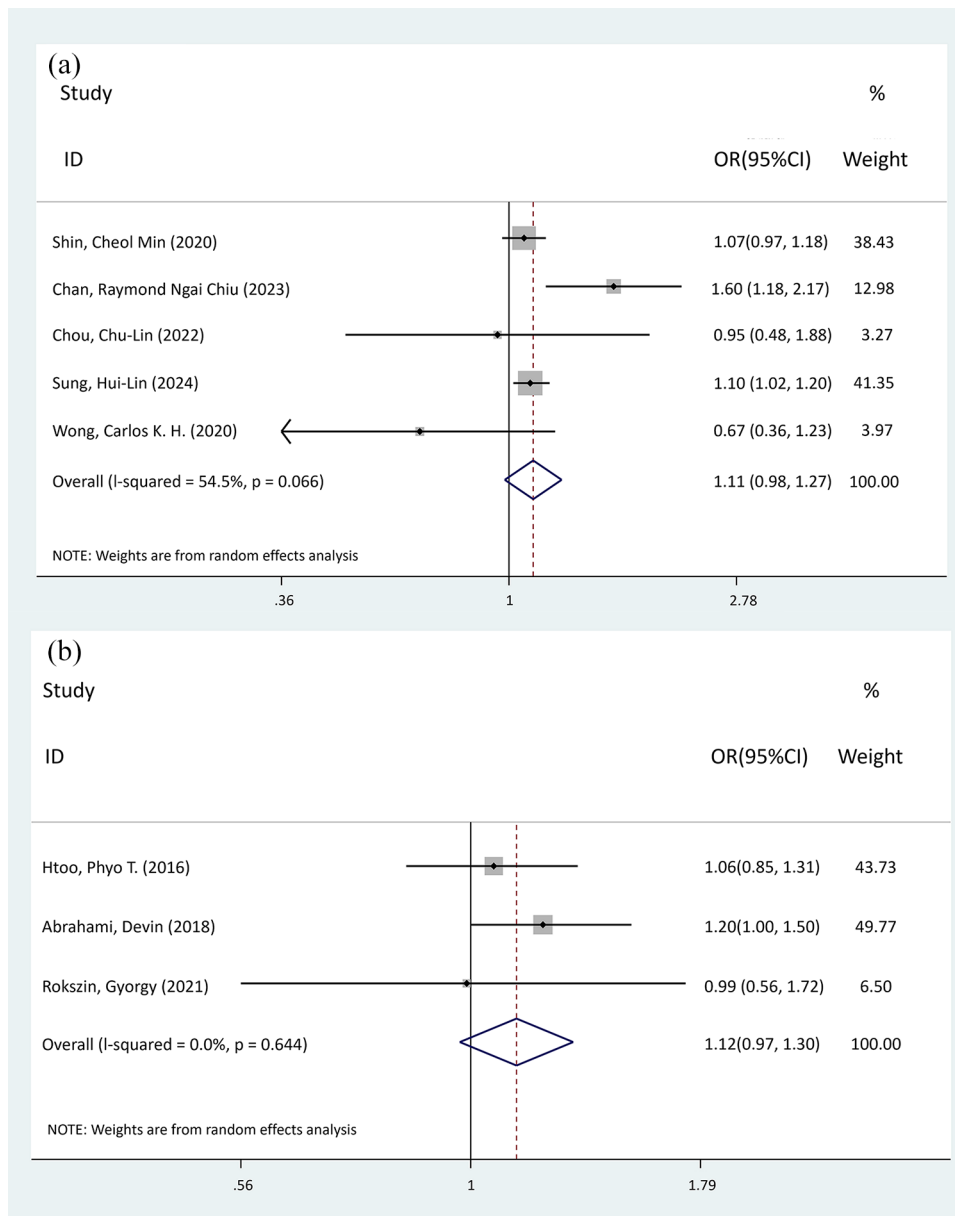 (a)
Study %
ID OR(95%CI) Weight
Shin, Cheol Min (2020) 1.07(0.97, 1.18) 38.43
Chan, Raymond Ngai Chiu (2023) 1.60 (1.18, 2.17) 12.98
Chou, Chu-Lin (2022) 0.95 (0.48, 1.88) 3.27
Sung, Hui-Lin (2024) 1.10 (1.02, 1.20) 41.35
Wong, Carlos K. H. (2020) 0.67 (0.36, 1.23) 3.97
Overall (I-squared = 54.5%, p = 0.066) 1.11 (0.98, 1.27) 100.00
NOTE: Weights are from random effects analysis
.36 1 2.78
(b)
Study %
ID OR(95%CI) Weight
Htoo, Phyo T. (2016) 1.06(0.85, 1.31) 43.73
Abrahami, Devin (2018) 1.20(1.00, 1.50) 49.77
Rokszin, Gyorgy (2021) 0.99 (0.56, 1.72) 6.50
Overall (I-squared = 0.0%, p = 0.644) 1.12(0.97, 1.30) 100.00
NOTE: Weights are from random effects analysis
.56 1 1.79